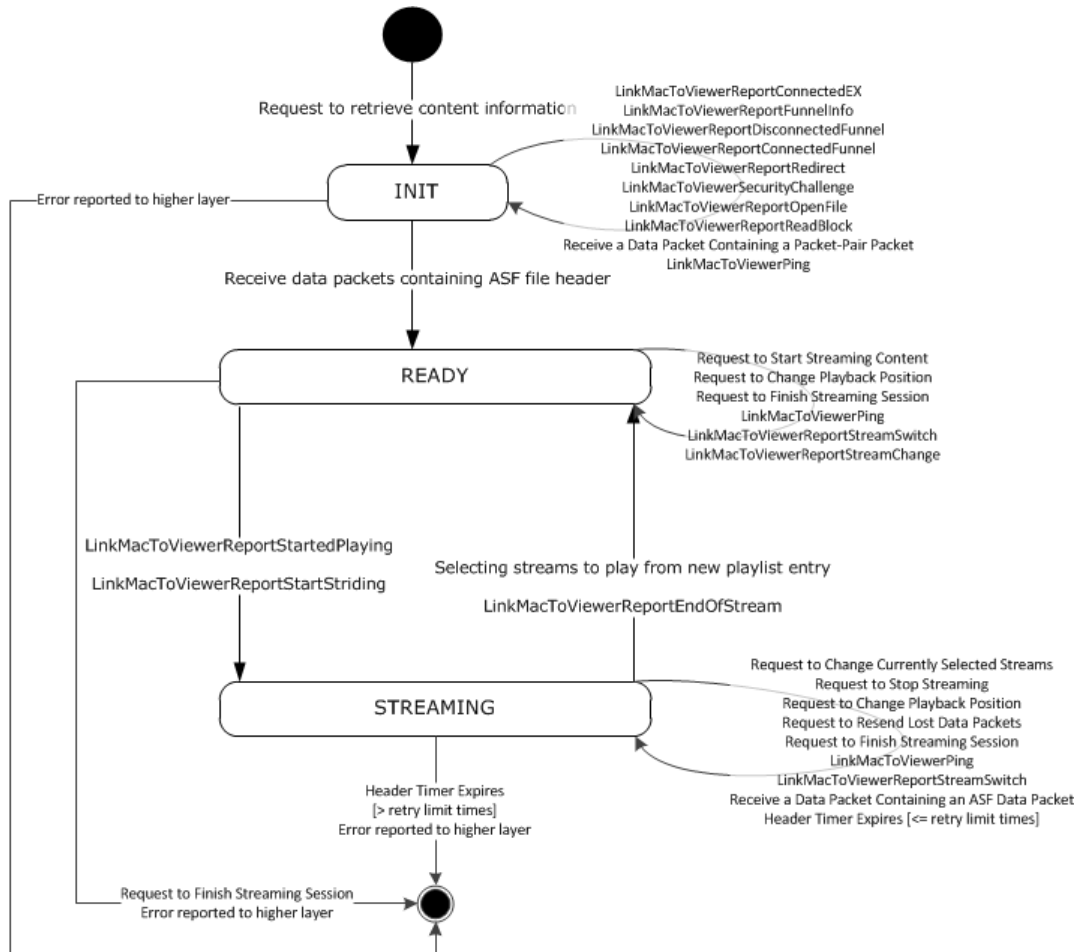 Request to retrieve content information
LinkMacToViewerReportConnectedEX
LinkMacToViewerReportFunnelInfo
LinkMacToViewerReportDisconnectedFunnel
LinkMacToViewerReportConnectedFunnel
LinkMacToViewerReportRedirect
LinkMacToViewerSecurityChallenge
LinkMacToViewerReportOpenFile
LinkMacToViewerReportReadBlock
Receive a Data Packet Containing a Packet-Pair Packet
LinkMacToViewerPing
INIT
Error reported to higher layer
Receive data packets containing ASF file header
READY
Request to Start Streaming Content
Request to Change Playback Position
Request to Finish Streaming Session
LinkMacToViewerPing
LinkMacToViewerReportStreamSwitch
LinkMacToViewerReportStreamChange
LinkMacToViewerReportStartedPlaying
LinkMacToViewerReportStartStriding
Selecting streams to play from new playlist entry
LinkMacToViewerReportEndOfStream
STREAMING
Request to Change Currently Selected Streams
Request to Stop Streaming
Request to Change Playback Position
Request to Resend Lost Data Packets
Request to Finish Streaming Session
LinkMacToViewerPing
LinkMacToViewerReportStreamSwitch
Receive a Data Packet Containing an ASF Data Packet
Header Timer Expires [<= retry limit times]
Header Timer Expires
[> retry limit times]
Error reported to higher layer
Request to Finish Streaming Session
Error reported to higher layer